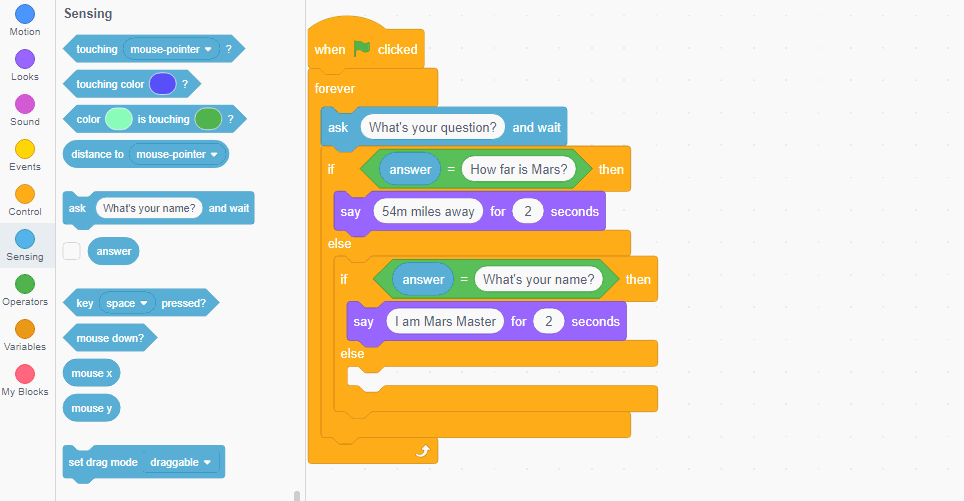 Motion
Looks
Sound
Events
Control
Sensing
Operators
Variables
My Blocks
Sensing
touching mouse-pointer ?
touching color ?
color is touching ?
distance to mouse-pointer
ask What's your name? and wait
answer
key space pressed?
mouse down?
mouse x
mouse y
set drag mode draggable
when clicked
forever
ask What's your question? and wait
if answer = How far is Mars? then
say 54m miles away for 2 seconds
else
if answer = What's your name? then
say I am Mars Master for 2 seconds
else